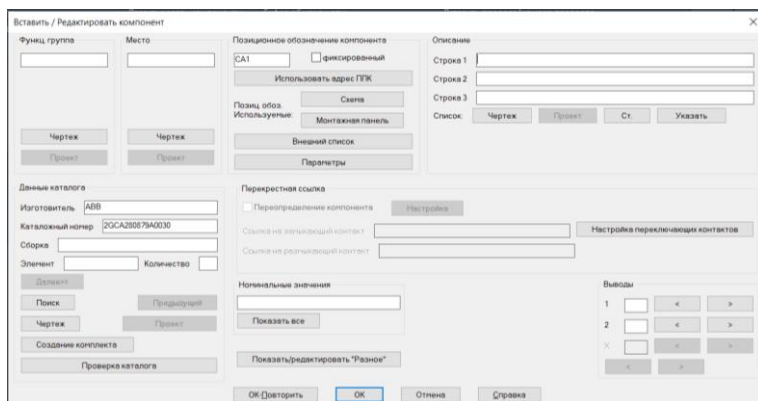 Вставить / Редактировать компонент
Функц. группа
Место
Позиционное обозначение компонента
Описание
CA1
фиксированный
Строка 1
Использовать адрес ППК
Строка 2
Позиц. обоз.
Используемые:
Схема
Строка 3
Монтажная панель
Список:
Чертеж
Проект
Ст.
Указать
Чертеж
Чертеж
Внешний список
Проект
Проект
Параметры
Данные каталога
Перекрестная ссылка
Изготовитель
ABB
Переопределение компонента
Настройка
Каталожный номер
2GCA280879A0030
Ссылка на замыкающий контакт
Настройка переключающих контактов
Сборка
Ссылка на размыкающий контакт
Элемент
Количество
Номинальные значения
Выводы
Поиск
Предыдущий
1
<
>
Чертеж
Проект
Показать все
2
<
>
Создание комплекта
X
<
>
Проверка каталога
Показать/редактировать "Разное"
<
>
OK-Повторить
OK
Отмена
Справка